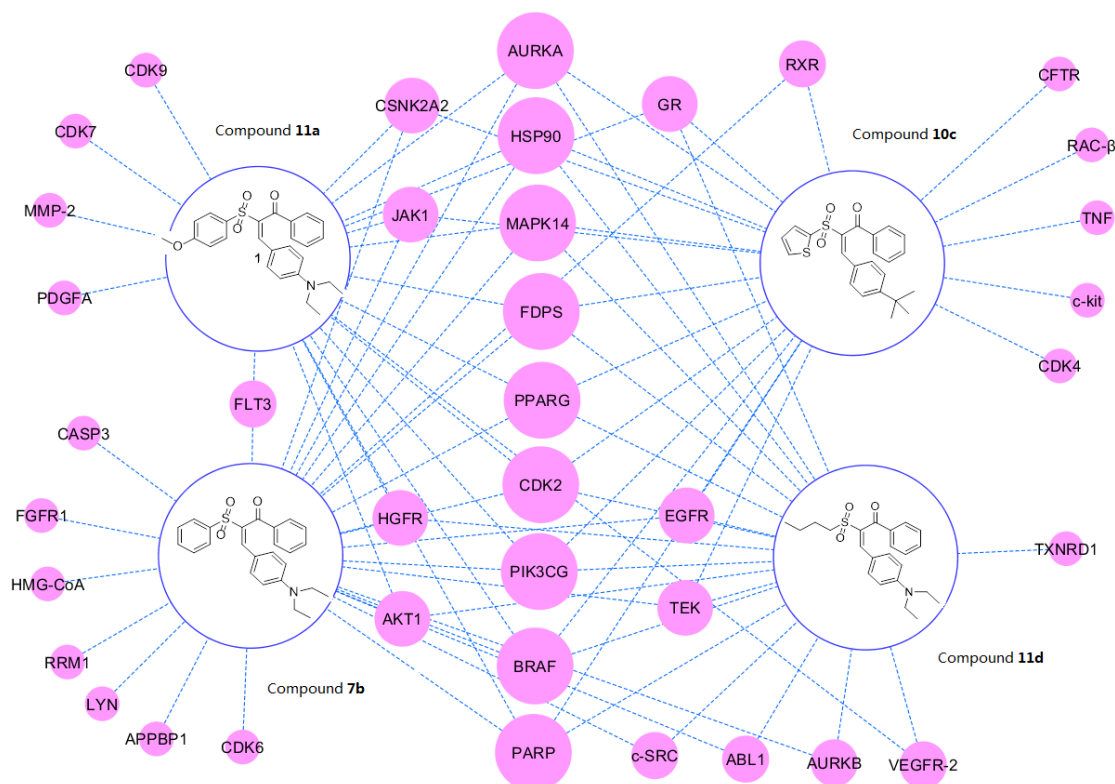 AURKA
RXR
CDK9
CFTR
CSNK2A2
GR
Compound 11a
CDK7
HSP90
Compound 10c
RAC-β
MMP-2
JAK1
MAPK14
TNF
O O S O
O
1
N
O S O O
S
PDGFA
FDPS
c-kit
CDK4
FLT3
PPARG
CASP3
CDK2
FGFR1
HGFR
EGFR
O O S O
N
O O S O
N
TXNRD1
HMG-CoA
PIK3CG
AKT1
TEK
RRM1
BRAF
Compound 11d
Compound 7b
LYN
APPBP1
CDK6
PARP
c-SRC
ABL1
AURKB
VEGFR-2